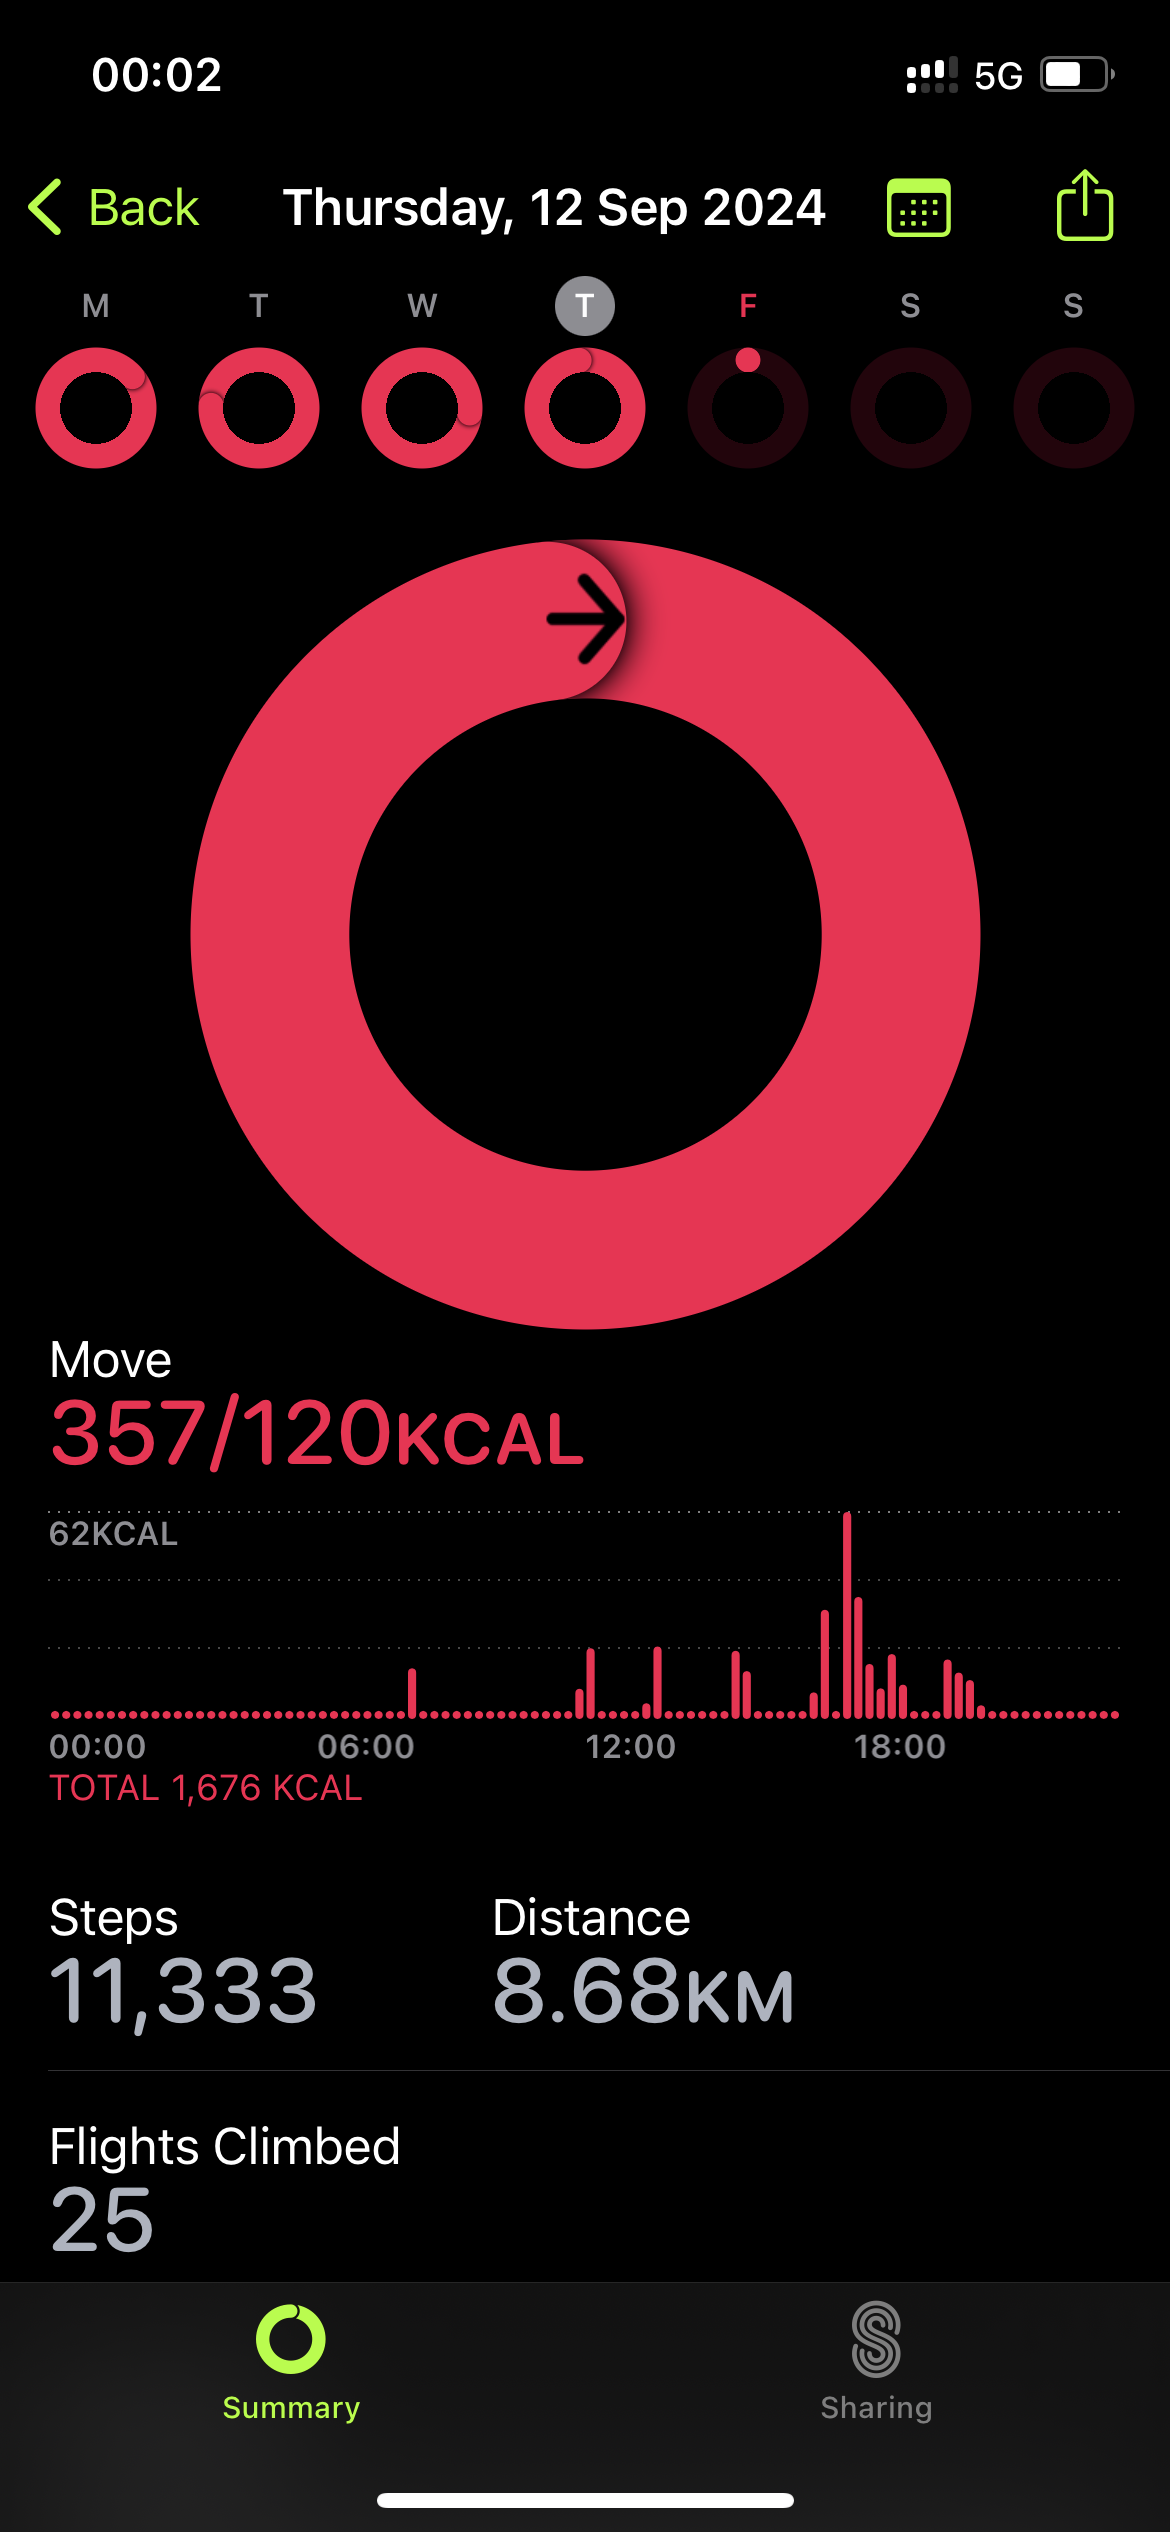 00:02 5G
Back Thursday, 12 Sep 2024
M T W T F S S
Move
357/120KCAL
62KCAL
00:00 06:00 12:00 18:00
TOTAL 1,676 KCAL
Steps Distance
11,333 8.68KM
Flights Climbed
25
Summary Sharing